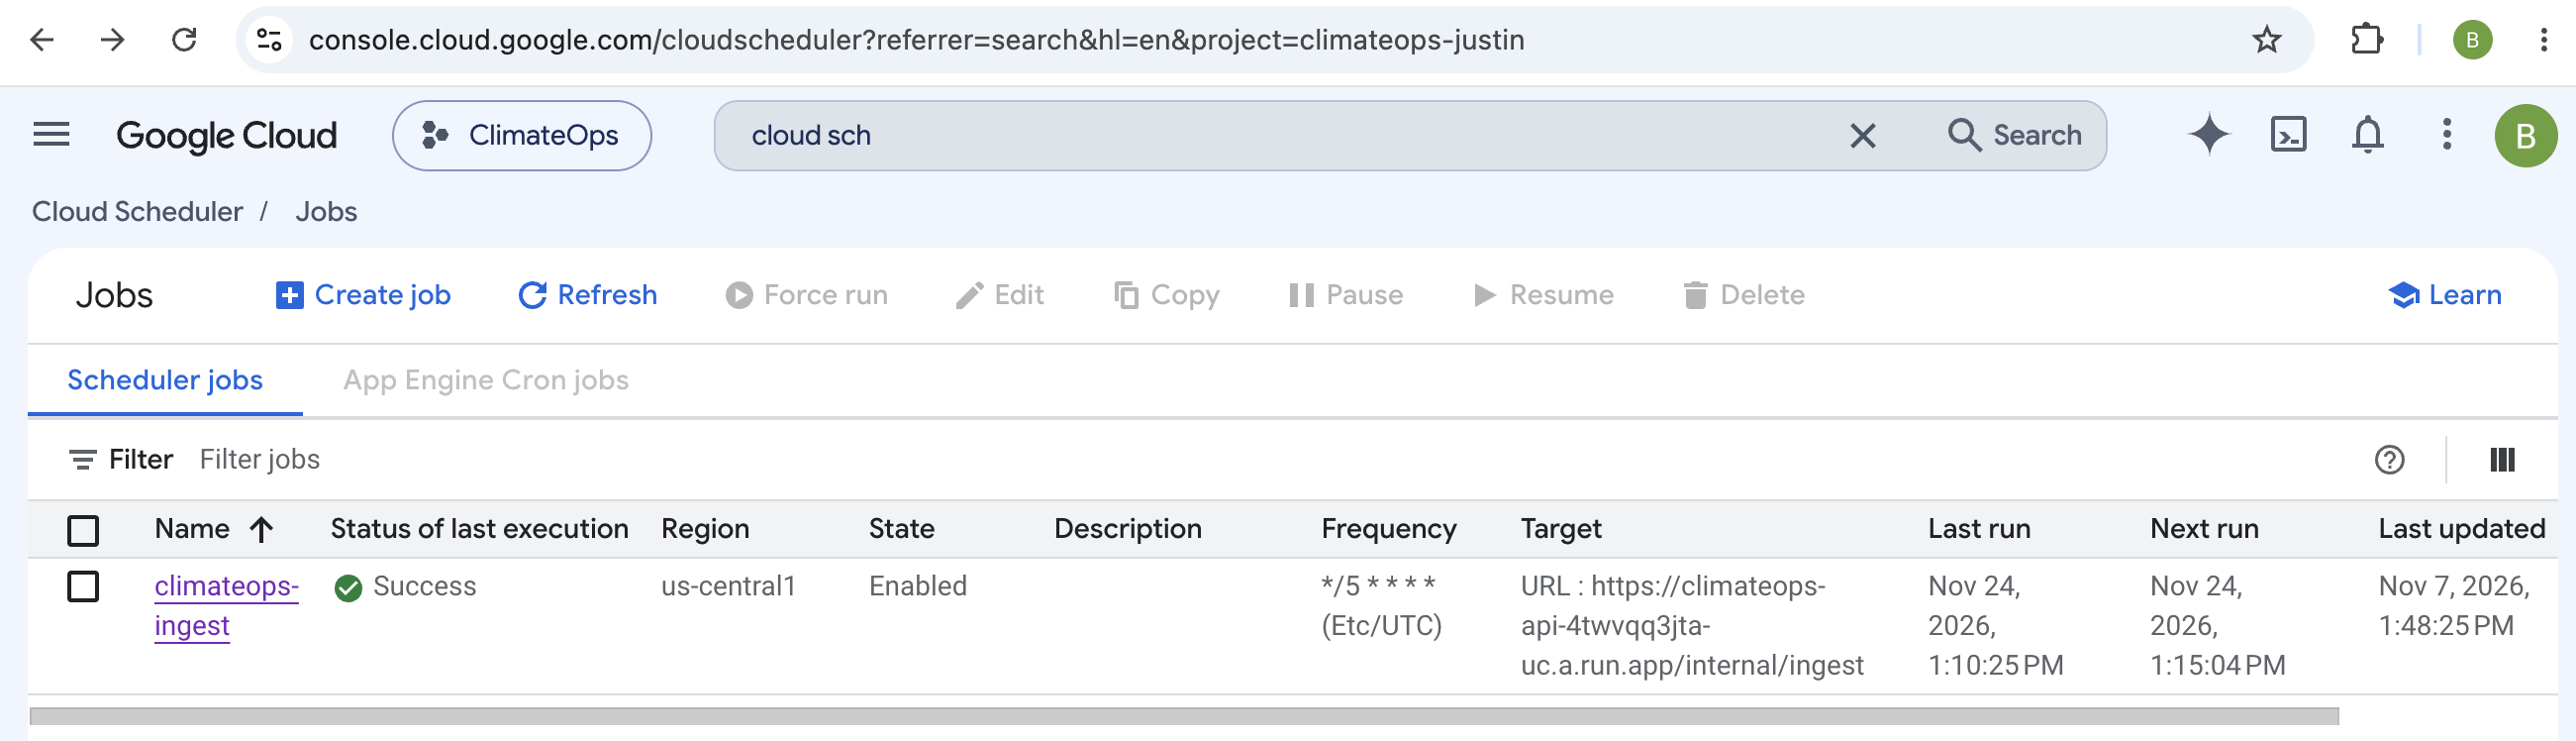 console.cloud.google.com/cloudscheduler?referrer=search&hl=en&project=climateops-justin
B
Google Cloud
ClimateOps
cloud sch
Search
B
Cloud Scheduler / Jobs
Jobs
Create job
Refresh
Force run
Edit
Copy
Pause
Resume
Delete
Learn
Scheduler jobs
App Engine Cron jobs
Filter Filter jobs
Name
Status of last execution
Region
State
Description
Frequency
Target
Last run
Next run
Last updated
climateops-
ingest
Success
us-central1
Enabled
*/5 * * * *
(Etc/UTC)
URL : https://climateops-
api-4twvqq3jta-
uc.a.run.app/internal/ingest
Nov 24,
2026,
1:10:25 PM
Nov 24,
2026,
1:15:04 PM
Nov 7, 2026,
1:48:25 PM